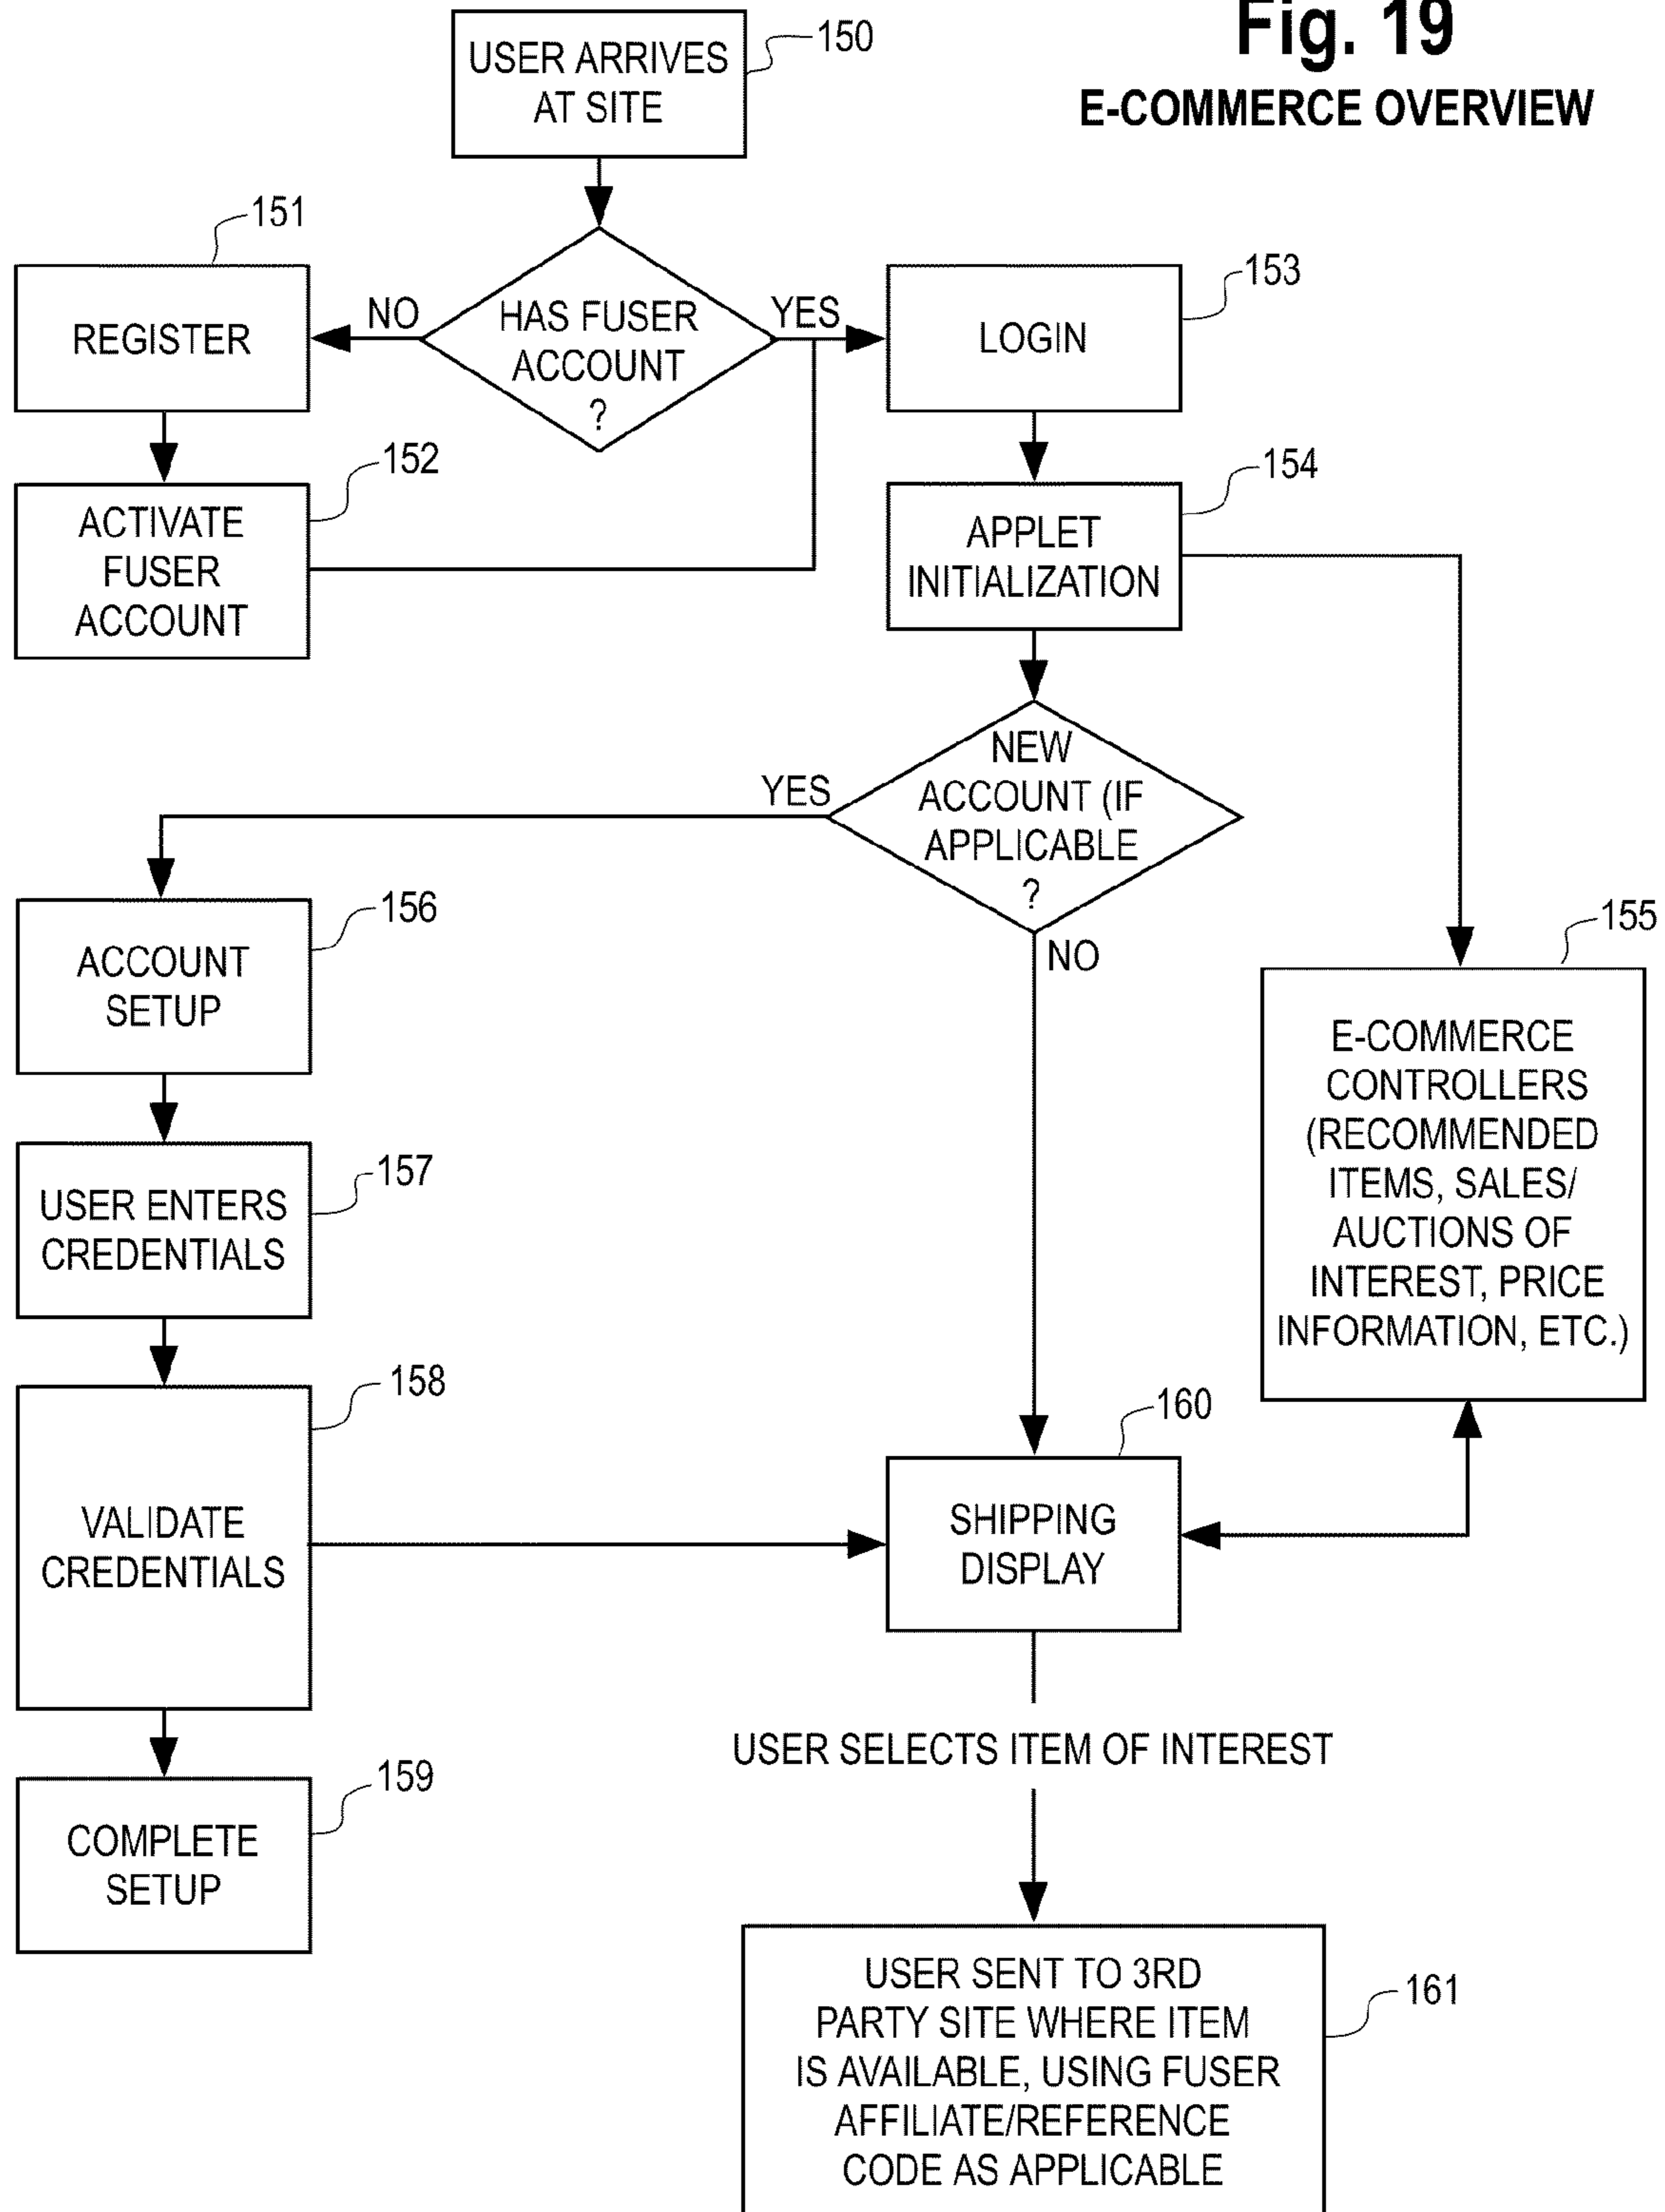 Fig. 19
E-COMMERCE OVERVIEW
USER ARRIVES
AT SITE
150
HAS FUSER
ACCOUNT
?
NO
YES
151
REGISTER
152
ACTIVATE
FUSER
ACCOUNT
153
LOGIN
154
APPLET
INITIALIZATION
NEW
ACCOUNT (IF
APPLICABLE
?
YES
NO
155
E-COMMERCE
CONTROLLERS
(RECOMMENDED
ITEMS, SALES/
AUCTIONS OF
INTEREST, PRICE
INFORMATION, ETC.)
156
ACCOUNT
SETUP
157
USER ENTERS
CREDENTIALS
158
VALIDATE
CREDENTIALS
159
COMPLETE
SETUP
160
SHIPPING
DISPLAY
USER SELECTS ITEM OF INTEREST
161
USER SENT TO 3RD
PARTY SITE WHERE ITEM
IS AVAILABLE, USING FUSER
AFFILIATE/REFERENCE
CODE AS APPLICABLE